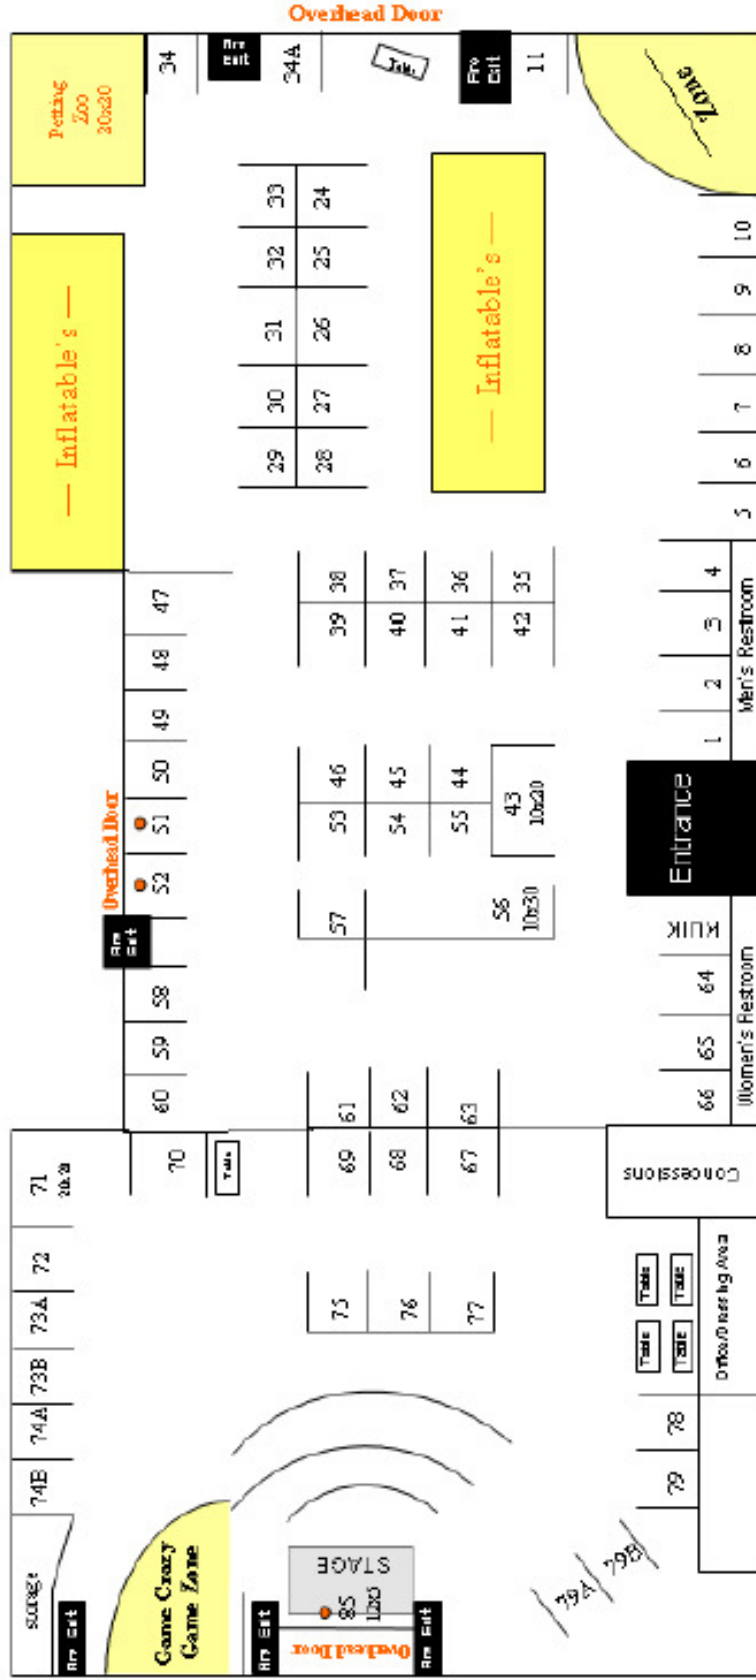 Overhead Door
Petting
Zoo
20x20
34
Fire
Exit
34A
Fire
Exit
11
Zone
33
24
32
25
31
26
30
27
29
28
— Inflatable's —
— Inflatable's —
10
9
8
7
6
5
4
3
2
1
Men's Restroom
47
48
49
50
51
52
Overhead Door
Fire
Exit
58
59
60
38
37
36
35
39
40
41
42
46
45
44
43
10x20
53
54
55
57
56
10x30
Entrance
KUIK
64
65
66
Women's Restroom
61
62
63
69
68
67
70
Table
71
72
73A
73B
74A
74B
storage
75
76
77
Concessions
Table
Table
Table
Table
Office/Dressing Area
78
79
79A
79B
Game Crazy
Game Zone
STAGE
85
Overhead Door
Fire Exit
Fire Exit
Fire Exit